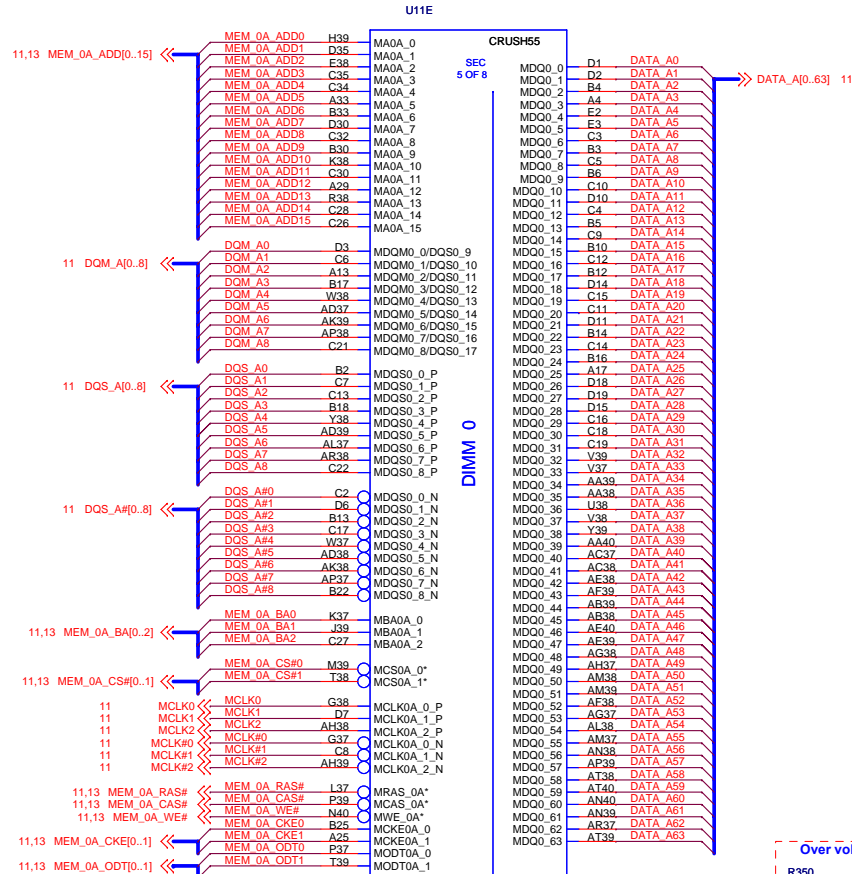 U11E
CRUSH55
SEC
5 OF 8
DIMM 0
11,13 MEM_0A_ADD[0..15]
MEM_0A_ADD0 H39 MA0A_0
MEM_0A_ADD1 D35 MA0A_1
MEM_0A_ADD2 E38 MA0A_2
MEM_0A_ADD3 C35 MA0A_3
MEM_0A_ADD4 C34 MA0A_4
MEM_0A_ADD5 A33 MA0A_5
MEM_0A_ADD6 B33 MA0A_6
MEM_0A_ADD7 D30 MA0A_7
MEM_0A_ADD8 C32 MA0A_8
MEM_0A_ADD9 B30 MA0A_9
MEM_0A_ADD10 K38 MA0A_10
MEM_0A_ADD11 C30 MA0A_11
MEM_0A_ADD12 A29 MA0A_12
MEM_0A_ADD13 R38 MA0A_13
MEM_0A_ADD14 C28 MA0A_14
MEM_0A_ADD15 C26 MA0A_15
11 DQM_A[0..8]
DQM_A0 D3 MDQM0_0/DQS0_9
DQM_A1 C6 MDQM0_1/DQS0_10
DQM_A2 A13 MDQM0_2/DQS0_11
DQM_A3 B17 MDQM0_3/DQS0_12
DQM_A4 W38 MDQM0_4/DQS0_13
DQM_A5 AD37 MDQM0_5/DQS0_14
DQM_A6 AK39 MDQM0_6/DQS0_15
DQM_A7 AP38 MDQM0_7/DQS0_16
DQM_A8 C21 MDQM0_8/DQS0_17
11 DQS_A[0..8]
DQS_A0 B2 MDQS0_0_P
DQS_A1 C7 MDQS0_1_P
DQS_A2 C13 MDQS0_2_P
DQS_A3 B18 MDQS0_3_P
DQS_A4 Y38 MDQS0_4_P
DQS_A5 AD39 MDQS0_5_P
DQS_A6 AL37 MDQS0_6_P
DQS_A7 AR38 MDQS0_7_P
DQS_A8 C22 MDQS0_8_P
11 DQS_A#[0..8]
DQS_A#0 C2 MDQS0_0_N
DQS_A#1 D6 MDQS0_1_N
DQS_A#2 B13 MDQS0_2_N
DQS_A#3 C17 MDQS0_3_N
DQS_A#4 W37 MDQS0_4_N
DQS_A#5 AD38 MDQS0_5_N
DQS_A#6 AK38 MDQS0_6_N
DQS_A#7 AP37 MDQS0_7_N
DQS_A#8 B22 MDQS0_8_N
11,13 MEM_0A_BA[0..2]
MEM_0A_BA0 K37 MBA0A_0
MEM_0A_BA1 J39 MBA0A_1
MEM_0A_BA2 C27 MBA0A_2
11,13 MEM_0A_CS#[0..1]
MEM_0A_CS#0 M39 MCS0A_0*
MEM_0A_CS#1 T38 MCS0A_1*
11 MCLK0 MCLK0 G38 MCLK0A_0_P
11 MCLK1 MCLK1 D7 MCLK0A_1_P
11 MCLK2 MCLK2 AH38 MCLK0A_2_P
11 MCLK#0 MCLK#0 G37 MCLK0A_0_N
11 MCLK#1 MCLK#1 C8 MCLK0A_1_N
11 MCLK#2 MCLK#2 AH39 MCLK0A_2_N
11,13 MEM_0A_RAS# MEM_0A_RAS# L37 MRAS_0A*
11,13 MEM_0A_CAS# MEM_0A_CAS# P39 MCAS_0A*
11,13 MEM_0A_WE# MEM_0A_WE# N40 MWE_0A*
11,13 MEM_0A_CKE[0..1]
MEM_0A_CKE0 B25 MCKE0A_0
MEM_0A_CKE1 A25 MCKE0A_1
11,13 MEM_0A_ODT[0..1]
MEM_0A_ODT0 P37 MODT0A_0
MEM_0A_ODT1 T39 MODT0A_1
MDQ0_0 D1 DATA_A0
MDQ0_1 D2 DATA_A1
MDQ0_2 B4 DATA_A2
MDQ0_3 A4 DATA_A3
MDQ0_4 E2 DATA_A4
MDQ0_5 E3 DATA_A5
MDQ0_6 C3 DATA_A6
MDQ0_7 B3 DATA_A7
MDQ0_8 C5 DATA_A8
MDQ0_9 B6 DATA_A9
MDQ0_10 C10 DATA_A10
MDQ0_11 D10 DATA_A11
MDQ0_12 C4 DATA_A12
MDQ0_13 B5 DATA_A13
MDQ0_14 C9 DATA_A14
MDQ0_15 B10 DATA_A15
MDQ0_16 C12 DATA_A16
MDQ0_17 B12 DATA_A17
MDQ0_18 D14 DATA_A18
MDQ0_19 C15 DATA_A19
MDQ0_20 C11 DATA_A20
MDQ0_21 D11 DATA_A21
MDQ0_22 B14 DATA_A22
MDQ0_23 C14 DATA_A23
MDQ0_24 B16 DATA_A24
MDQ0_25 A17 DATA_A25
MDQ0_26 D18 DATA_A26
MDQ0_27 D19 DATA_A27
MDQ0_28 D15 DATA_A28
MDQ0_29 C16 DATA_A29
MDQ0_30 C18 DATA_A30
MDQ0_31 C19 DATA_A31
MDQ0_32 V39 DATA_A32
MDQ0_33 V37 DATA_A33
MDQ0_34 AA39 DATA_A34
MDQ0_35 AA38 DATA_A35
MDQ0_36 U38 DATA_A36
MDQ0_37 V38 DATA_A37
MDQ0_38 Y39 DATA_A38
MDQ0_39 AA40 DATA_A39
MDQ0_40 AC37 DATA_A40
MDQ0_41 AC38 DATA_A41
MDQ0_42 AE38 DATA_A42
MDQ0_43 AF39 DATA_A43
MDQ0_44 AB39 DATA_A44
MDQ0_45 AB38 DATA_A45
MDQ0_46 AE40 DATA_A46
MDQ0_47 AE39 DATA_A47
MDQ0_48 AG38 DATA_A48
MDQ0_49 AH37 DATA_A49
MDQ0_50 AM38 DATA_A50
MDQ0_51 AM39 DATA_A51
MDQ0_52 AF38 DATA_A52
MDQ0_53 AG37 DATA_A53
MDQ0_54 AL38 DATA_A54
MDQ0_55 AM37 DATA_A55
MDQ0_56 AN38 DATA_A56
MDQ0_57 AP39 DATA_A57
MDQ0_58 AT38 DATA_A58
MDQ0_59 AT40 DATA_A59
MDQ0_60 AN40 DATA_A60
MDQ0_61 AN39 DATA_A61
MDQ0_62 AR37 DATA_A62
MDQ0_63 AT39 DATA_A63
DATA_A[0..63] 11
Over vol
R350